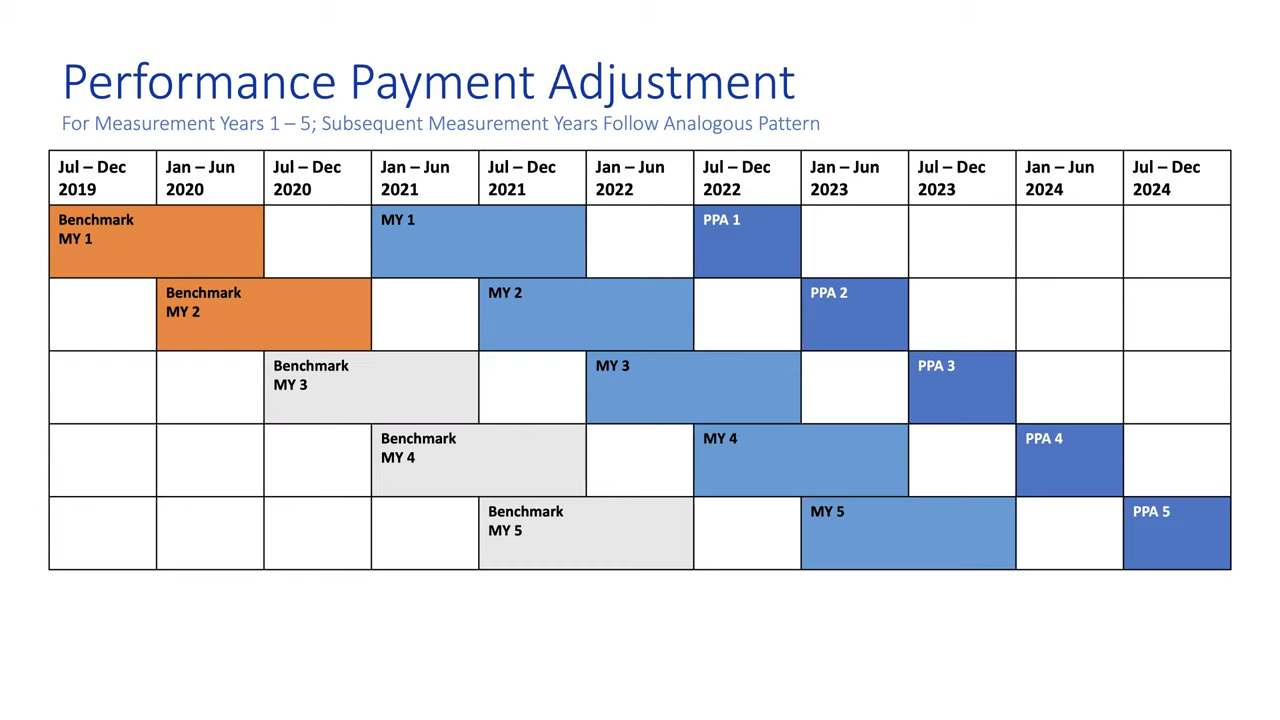 Performance Payment Adjustment
For Measurement Years 1 – 5; Subsequent Measurement Years Follow Analogous Pattern
Jul – Dec
2019
Jan – Jun
2020
Jul – Dec
2020
Jan – Jun
2021
Jul – Dec
2021
Jan – Jun
2022
Jul – Dec
2022
Jan – Jun
2023
Jul – Dec
2023
Jan – Jun
2024
Jul – Dec
2024
Benchmark
MY 1
MY 1
PPA 1
Benchmark
MY 2
MY 2
PPA 2
Benchmark
MY 3
MY 3
PPA 3
Benchmark
MY 4
MY 4
PPA 4
Benchmark
MY 5
MY 5
PPA 5